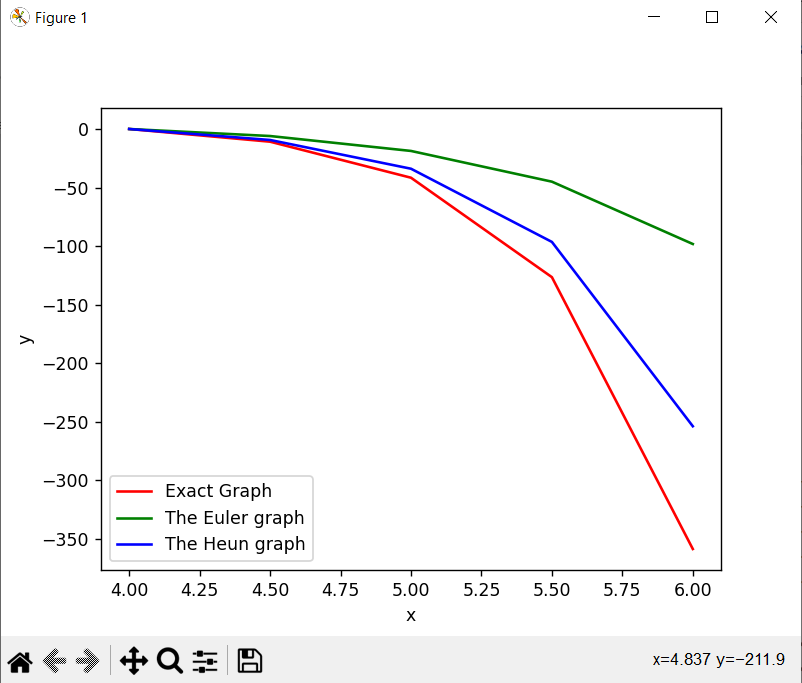 Figure 1
0
−50
−100
−150
−200
−250
−300
−350
y
Exact Graph
The Euler graph
The Heun graph
4.00 4.25 4.50 4.75 5.00 5.25 5.50 5.75 6.00
x
x=4.837 y=−211.9